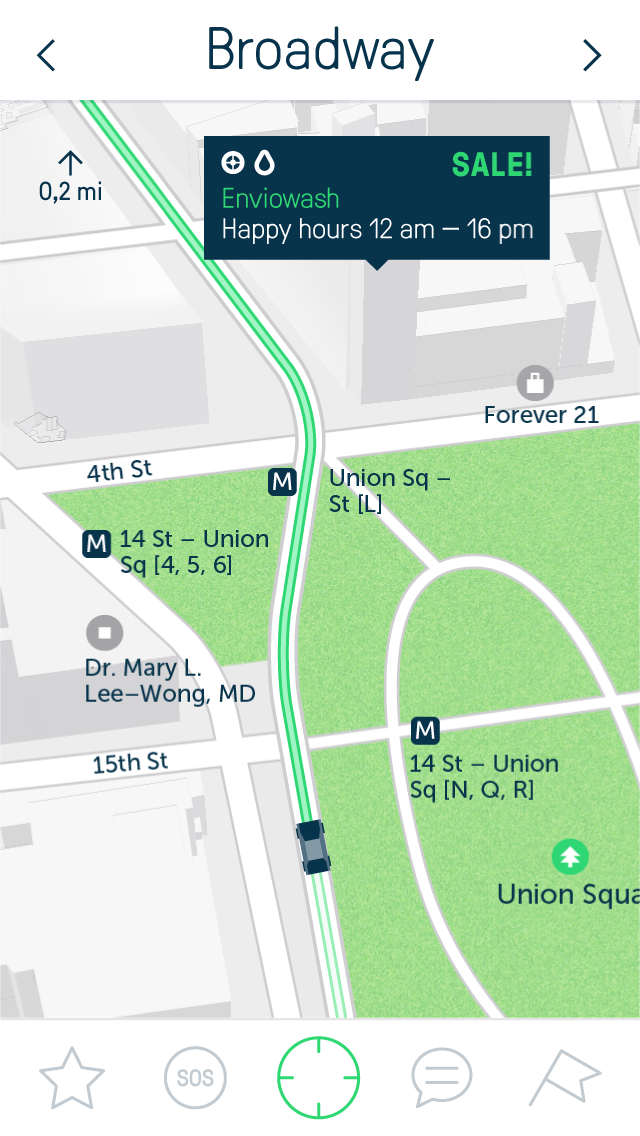 Broadway
0,2 mi
SALE!
Enviowash
Happy hours 12 am – 16 pm
Forever 21
4th St
M
Union Sq –
St [L]
M
14 St – Union
Sq [4, 5, 6]
Dr. Mary L.
Lee–Wong, MD
M
14 St – Union
Sq [N, Q, R]
15th St
Union Squa
SOS